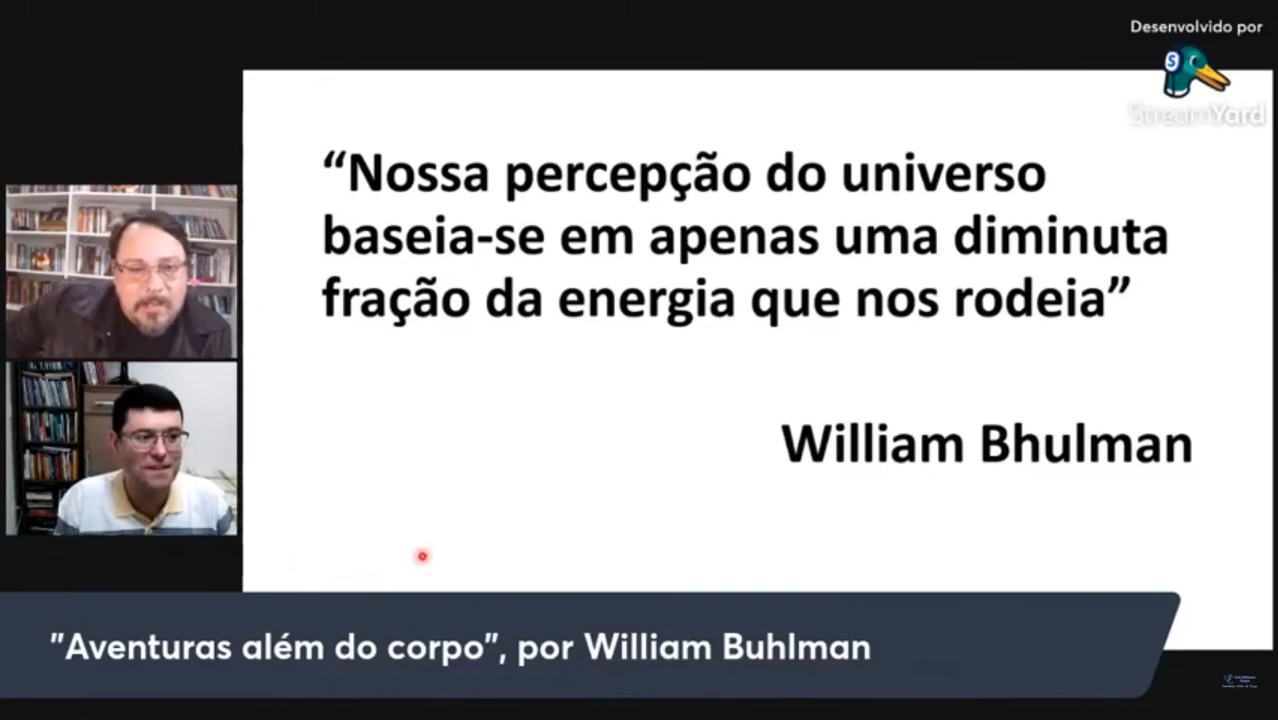 Desenvolvido por
StreamYard
“Nossa percepção do universo
baseia-se em apenas uma diminuta
fração da energia que nos rodeia”
William Bhulman
"Aventuras além do corpo", por William Buhlman